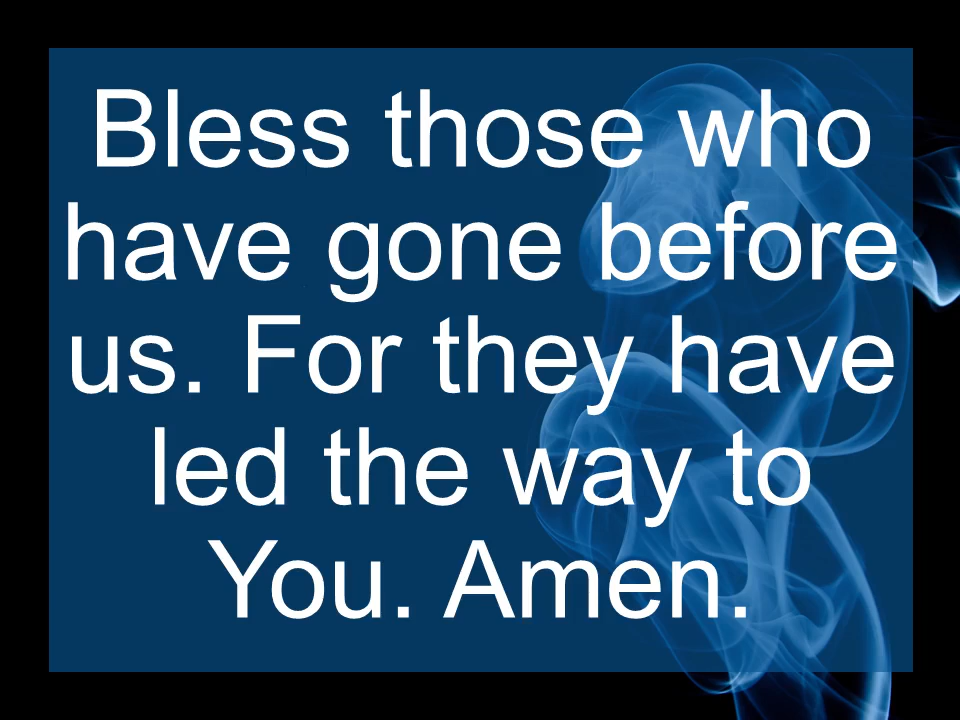 Bless those who
have gone before
us. For they have
led the way to
You. Amen.